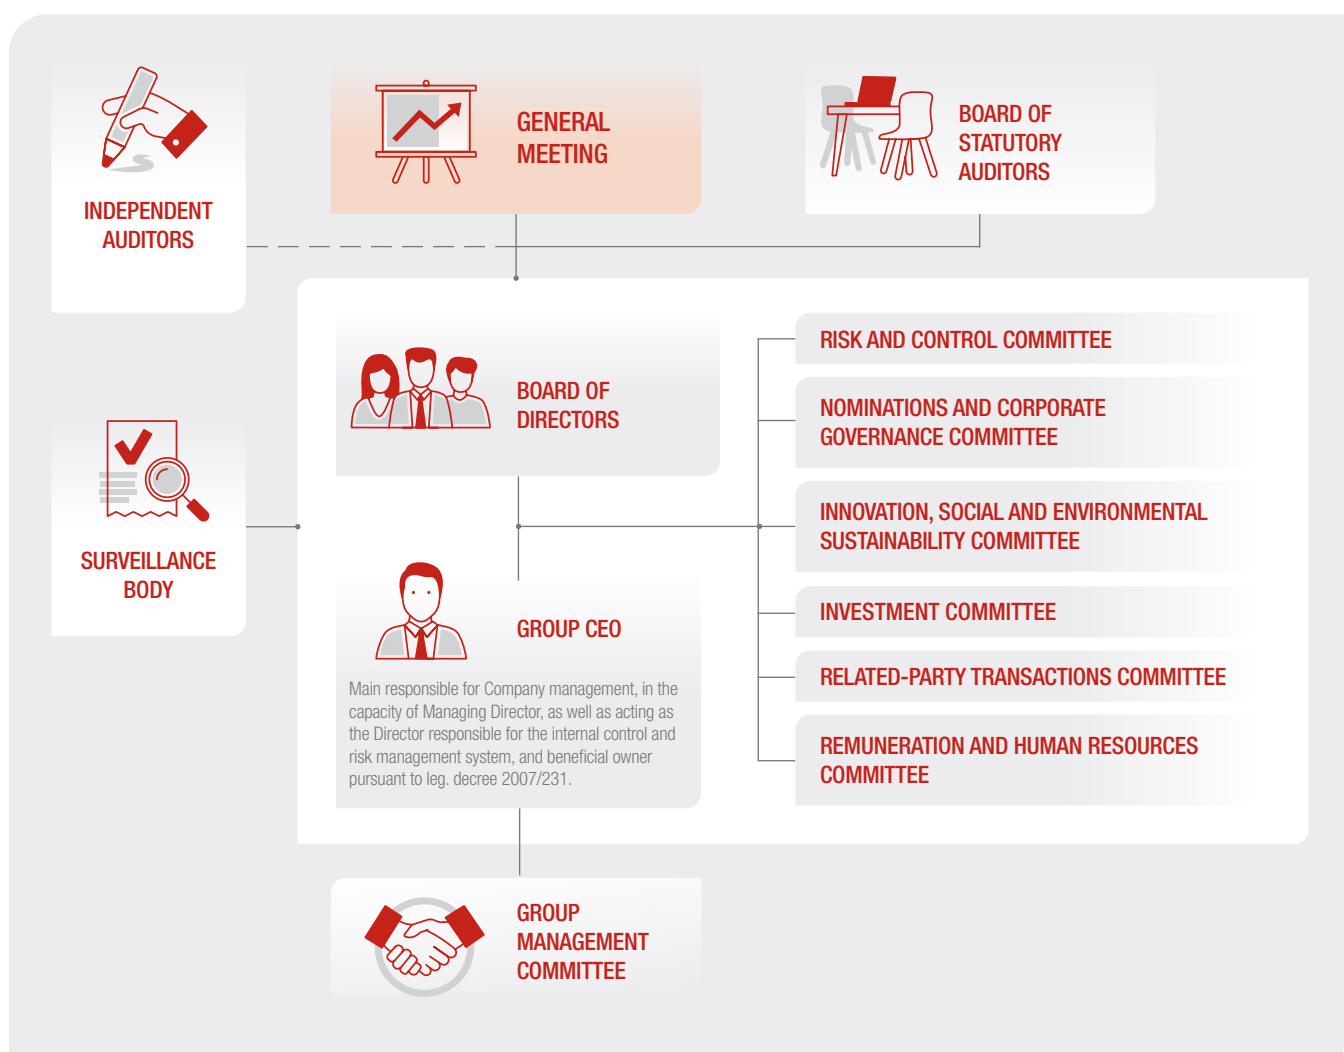 INDEPENDENT
AUDITORS
GENERAL
MEETING
BOARD OF
STATUTORY
AUDITORS
SURVEILLANCE
BODY
BOARD OF
DIRECTORS
GROUP CEO
Main responsible for Company management, in the
capacity of Managing Director, as well as acting as
the Director responsible for the internal control and
risk management system, and beneficial owner
pursuant to leg. decree 2007/231.
RISK AND CONTROL COMMITTEE
NOMINATIONS AND CORPORATE
GOVERNANCE COMMITTEE
INNOVATION, SOCIAL AND ENVIRONMENTAL
SUSTAINABILITY COMMITTEE
INVESTMENT COMMITTEE
RELATED-PARTY TRANSACTIONS COMMITTEE
REMUNERATION AND HUMAN RESOURCES
COMMITTEE
GROUP
MANAGEMENT
COMMITTEE